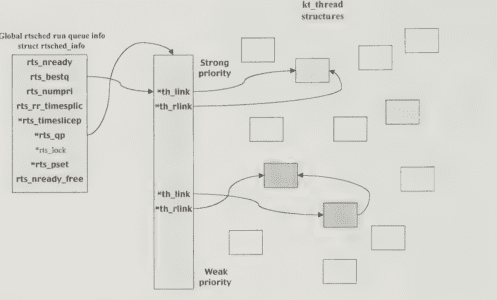 kt_thread
structures
Global rtsched run queue info
struct rtsched_info
rts_nready
rts_bestq
rts_numpri
rts_rr_timesplic
*rts_timeslicep
*rts_qp
*rts_lock
*rts_pset
rts_nready_free
Strong
priority
*th_link
*th_rlink
*th_link
*th_rlink
Weak
priority